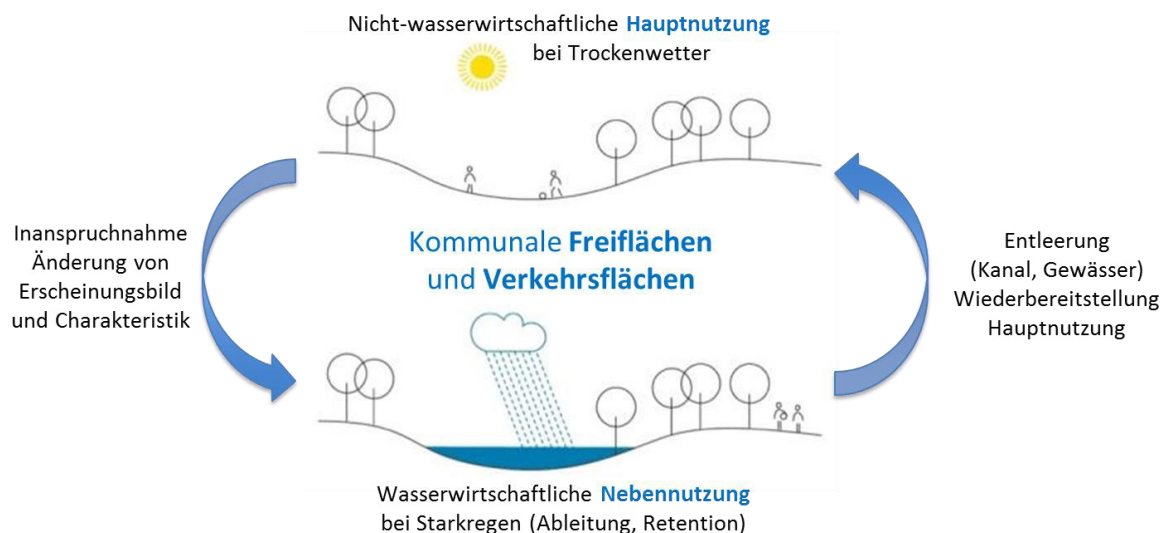 Nicht-wasserwirtschaftliche Hauptnutzung
bei Trockenwetter
Inanspruchnahme
Änderung von
Erscheinungsbild
und Charakteristik
Kommunale Freiflächen
und Verkehrsflächen
Entleerung
(Kanal, Gewässer)
Wiederbereitstellung
Hauptnutzung
Wasserwirtschaftliche Nebennutzung
bei Starkregen (Ableitung, Retention)